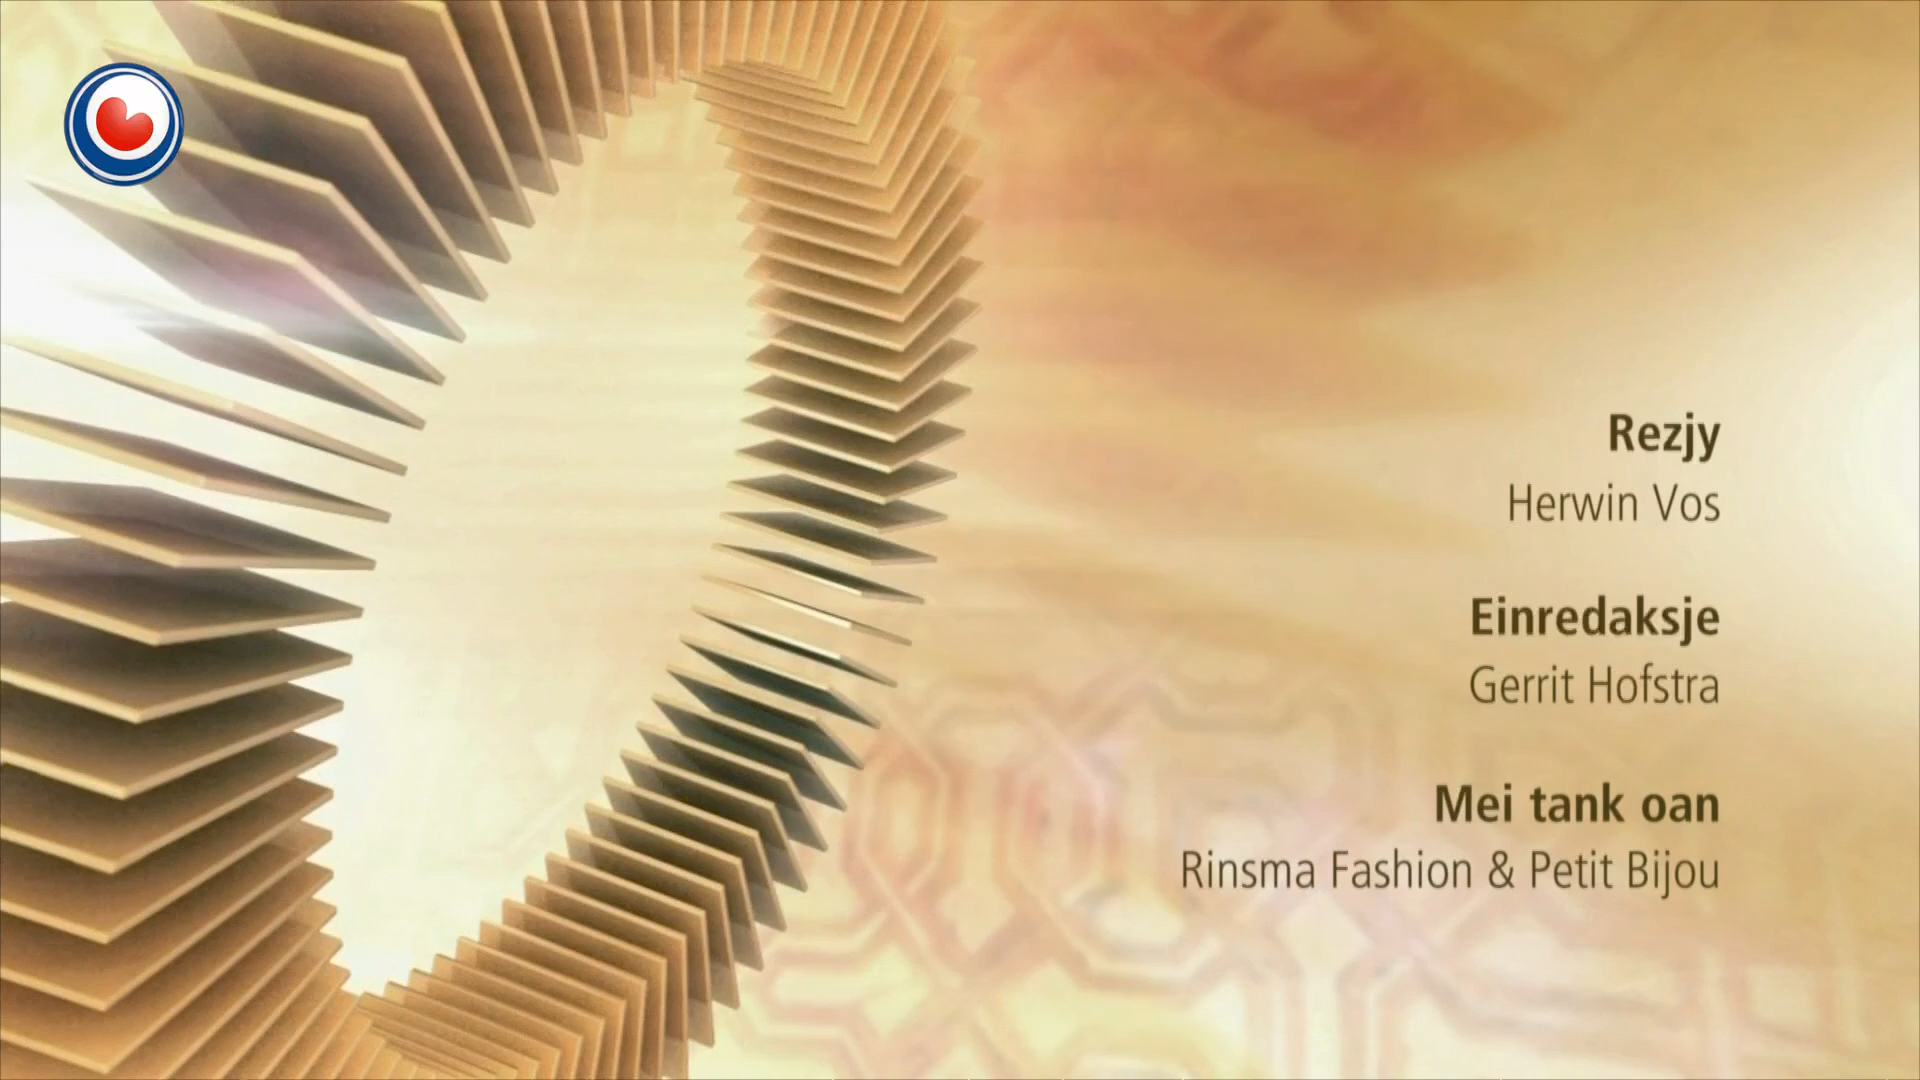 Rezjy
Herwin Vos
Einredaksje
Gerrit Hofstra
Mei tank oan
Rinsma Fashion & Petit Bijou